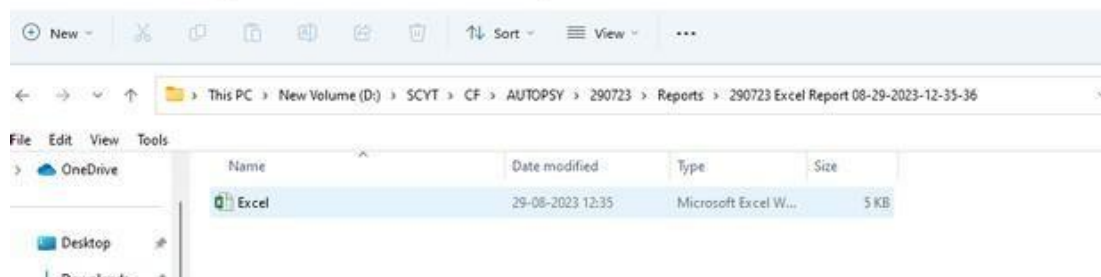 New Sort View ...
This PC > New Volume (D:) > SCYT > CF > AUTOPSY > 290723 > Reports > 290723 Excel Report 08-29-2023-12-35-36
File Edit View Tools
OneDrive Name Date modified Type Size
Excel 29-08-2023 12:35 Microsoft Excel W... 5 KB
Desktop